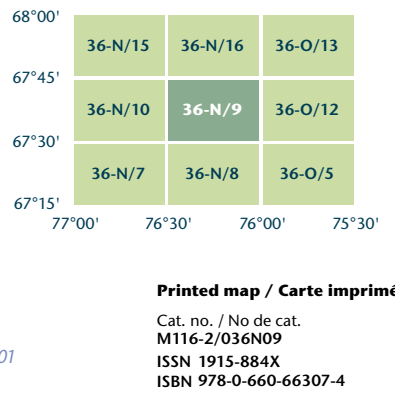 68°00'
36-N/15 36-N/16 36-O/13
67°45'
36-N/10 36-N/9 36-O/12
67°30'
36-N/7 36-N/8 36-O/5
67°15'
77°00' 76°30' 76°00' 75°30'
Printed map / Carte imprimé
Cat. no. / No de cat.
M116-2/036N09
01
ISSN 1915-884X
ISBN 978-0-660-66307-4